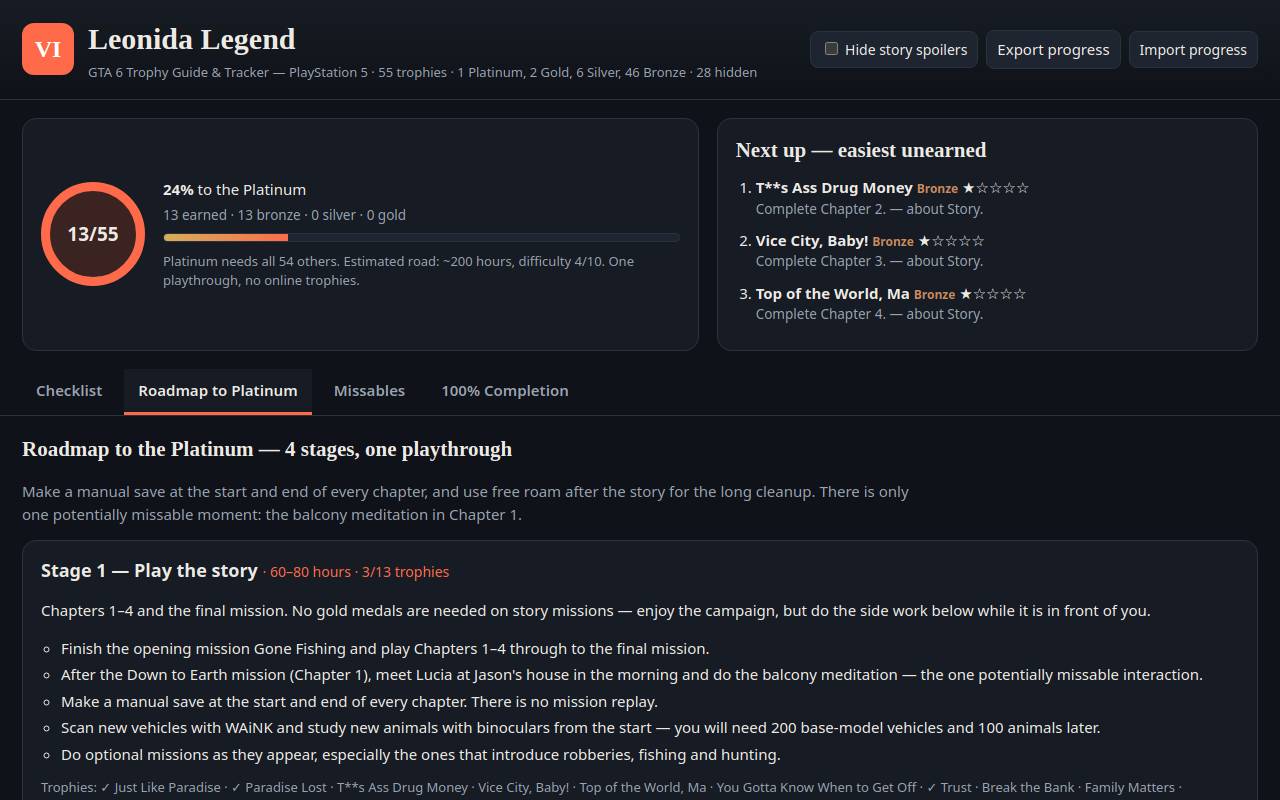 VI
Leonida Legend
GTA 6 Trophy Guide & Tracker — PlayStation 5 · 55 trophies · 1 Platinum, 2 Gold, 6 Silver, 46 Bronze · 28 hidden
Hide story spoilers
Export progress
Import progress
13/55
24% to the Platinum
13 earned · 13 bronze · 0 silver · 0 gold
Platinum needs all 54 others. Estimated road: ~200 hours, difficulty 4/10. One
playthrough, no online trophies.
Next up — easiest unearned
1. T**s Ass Drug Money Bronze ★☆☆☆☆
Complete Chapter 2. — about Story.
2. Vice City, Baby! Bronze ★☆☆☆☆
Complete Chapter 3. — about Story.
3. Top of the World, Ma Bronze ★☆☆☆☆
Complete Chapter 4. — about Story.
Checklist
Roadmap to Platinum
Missables
100% Completion
Roadmap to the Platinum — 4 stages, one playthrough
Make a manual save at the start and end of every chapter, and use free roam after the story for the long cleanup. There is only
one potentially missable moment: the balcony meditation in Chapter 1.
Stage 1 — Play the story · 60–80 hours · 3/13 trophies
Chapters 1–4 and the final mission. No gold medals are needed on story missions — enjoy the campaign, but do the side work below while it is in front of you.
◦ Finish the opening mission Gone Fishing and play Chapters 1–4 through to the final mission.
◦ After the Down to Earth mission (Chapter 1), meet Lucia at Jason's house in the morning and do the balcony meditation — the one potentially missable interaction.
◦ Make a manual save at the start and end of every chapter. There is no mission replay.
◦ Scan new vehicles with WAiNK and study new animals with binoculars from the start — you will need 200 base-model vehicles and 100 animals later.
◦ Do optional missions as they appear, especially the ones that introduce robberies, fishing and hunting.
Trophies: ✓ Just Like Paradise · ✓ Paradise Lost · T**s Ass Drug Money · Vice City, Baby! · Top of the World, Ma · You Gotta Know When to Get Off · ✓ Trust · Break the Bank · Family Matters ·